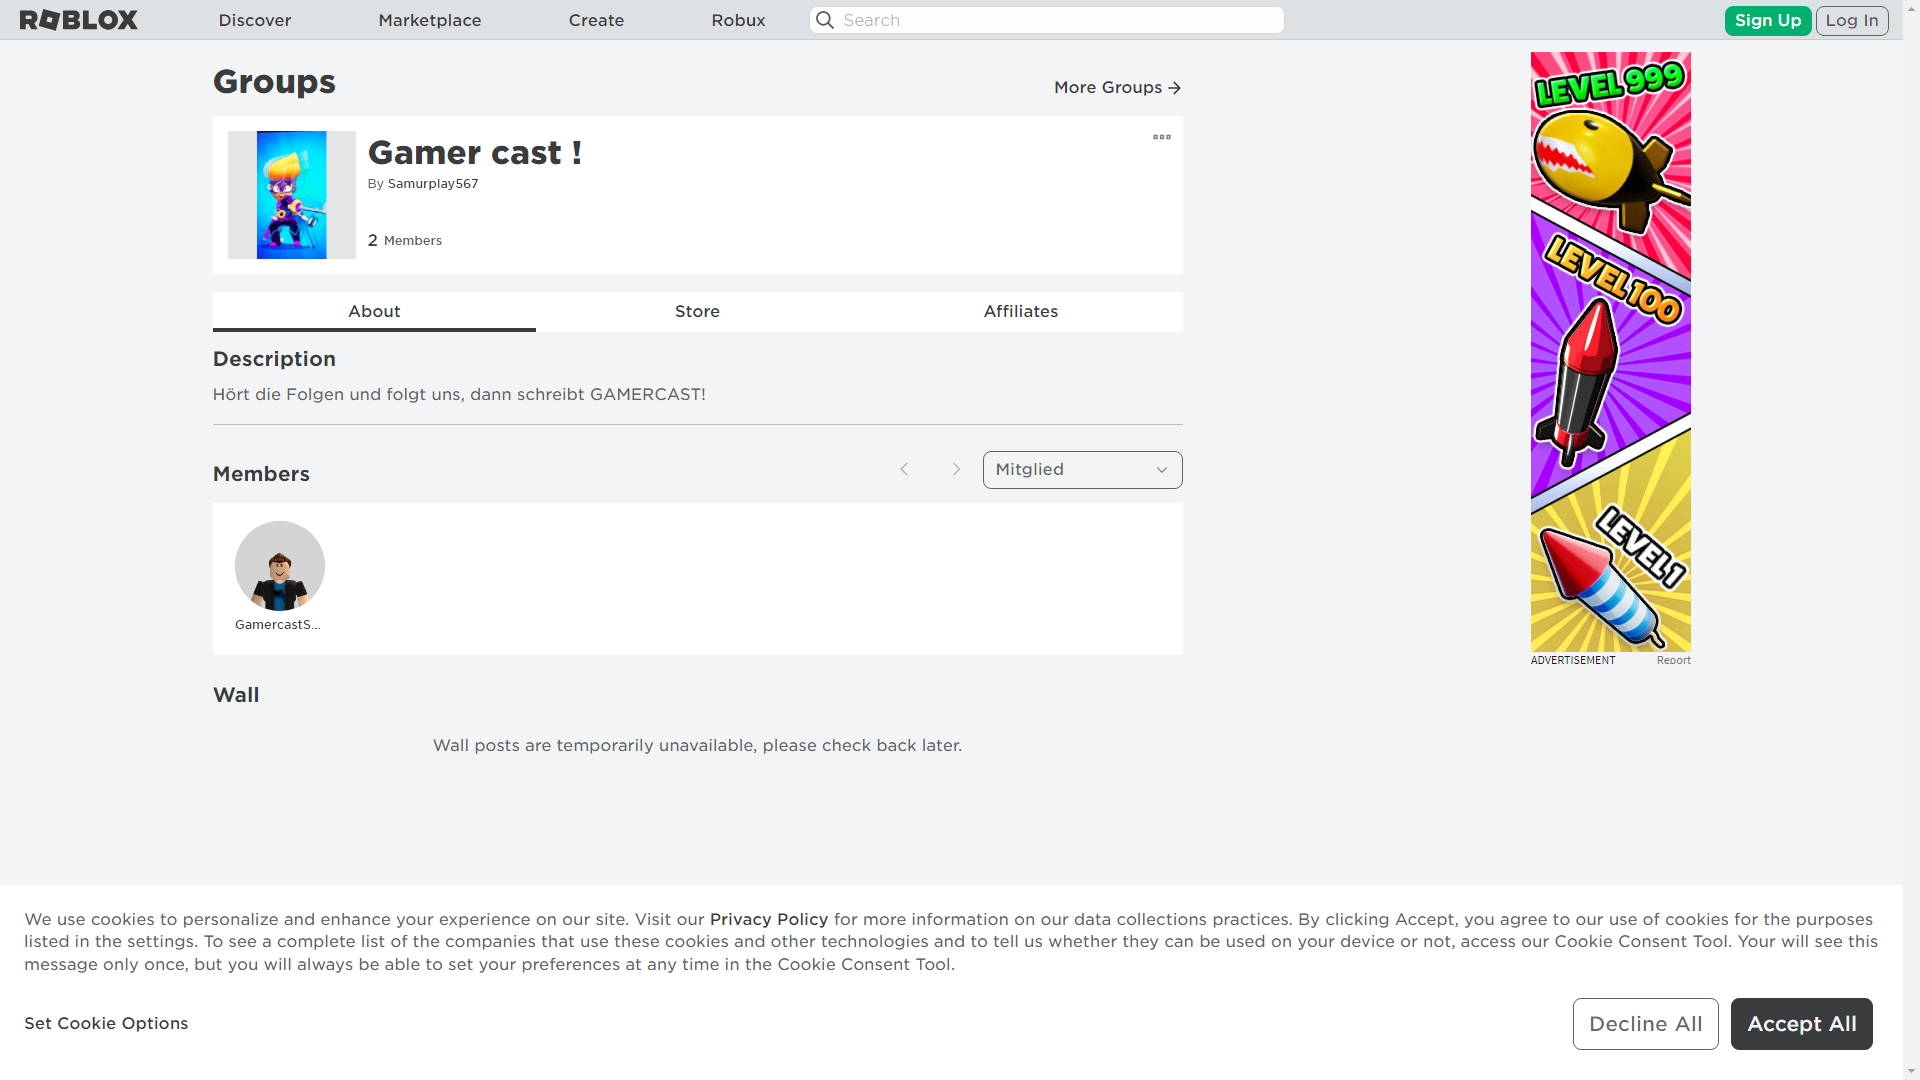 ROBLOX
Discover
Marketplace
Create
Robux
Search
Sign Up
Log In
Groups
More Groups
Gamer cast !
By Samurplay567
2 Members
About
Store
Affiliates
Description
Hört die Folgen und folgt uns, dann schreibt GAMERCAST!
Members
Mitglied
GamercastS...
Wall
Wall posts are temporarily unavailable, please check back later.
LEVEL 999
LEVEL 100
LEVEL 1
ADVERTISEMENT
Report
We use cookies to personalize and enhance your experience on our site. Visit our Privacy Policy for more information on our data collections practices. By clicking Accept, you agree to our use of cookies for the purposes
listed in the settings. To see a complete list of the companies that use these cookies and other technologies and to tell us whether they can be used on your device or not, access our Cookie Consent Tool. Your will see this
message only once, but you will always be able to set your preferences at any time in the Cookie Consent Tool.
Set Cookie Options
Decline All
Accept All